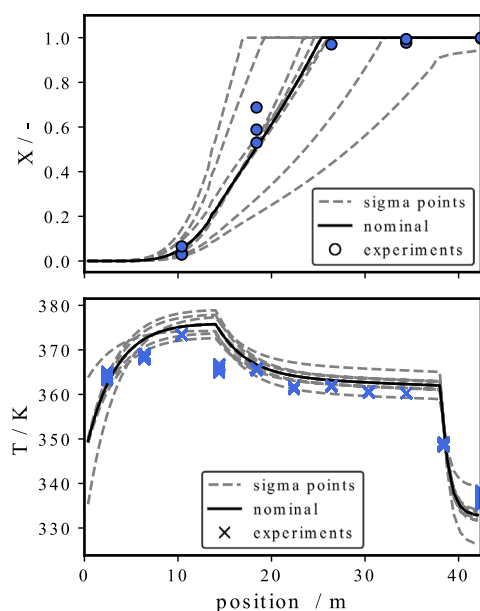 1.0
0.8
0.6
0.4
0.2
0.0
X / -
sigma points
nominal
experiments
380
370
360
350
340
330
T / K
sigma points
nominal
experiments
0 10 20 30 40
position / m